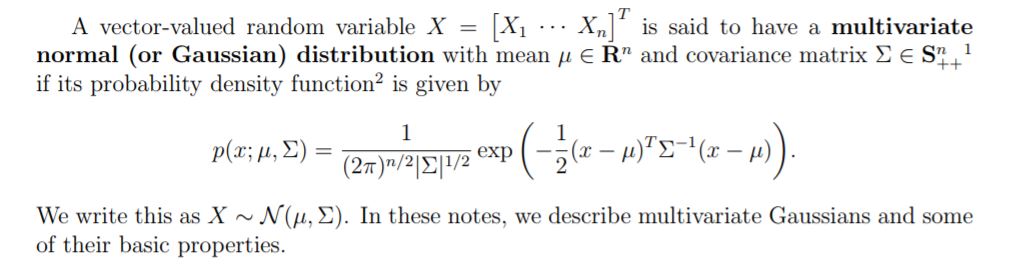 A vector-valued random variable X = [X₁ ⋯ Xₙ]ᵀ is said to have a multivariate
normal (or Gaussian) distribution with mean μ ∈ Rⁿ and covariance matrix Σ ∈ Sⁿ₊₊ ¹
if its probability density function² is given by
p(x; μ, Σ) = 1 / ((2π)^{n/2}|Σ|^{1/2}) exp(−1/2 (x − μ)ᵀΣ⁻¹(x − μ)).
We write this as X ∼ 𝒩(μ, Σ). In these notes, we describe multivariate Gaussians and some
of their basic properties.